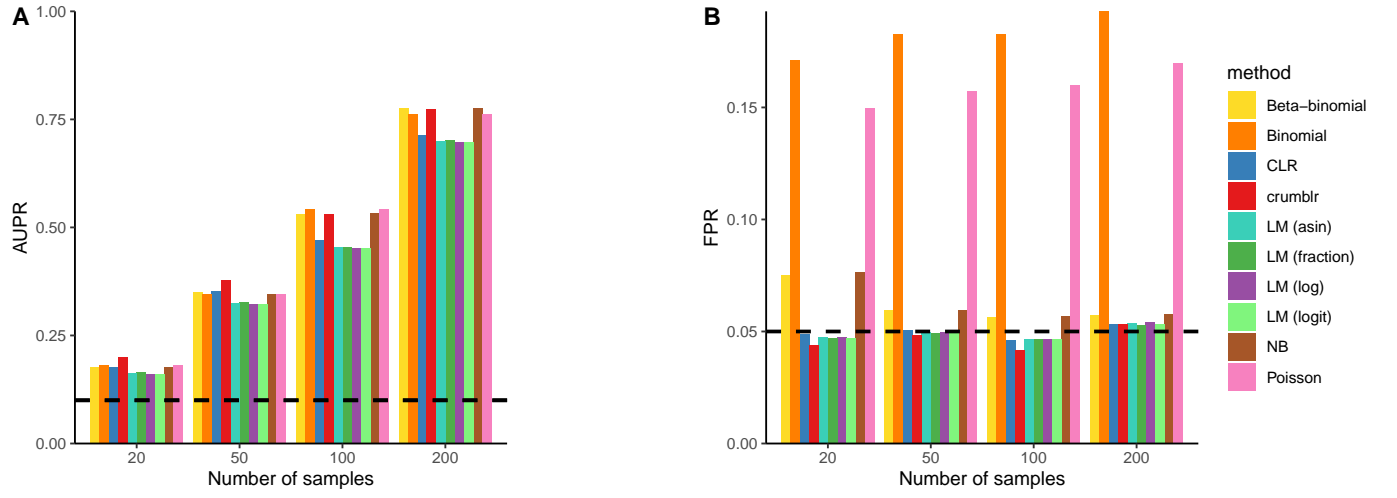 A
1.00
0.75
0.50
0.25
0.00
AUPR
20 50 100 200
Number of samples
B
0.15
0.10
0.05
0.00
FPR
20 50 100 200
Number of samples
method
Beta−binomial
Binomial
CLR
crumblr
LM (asin)
LM (fraction)
LM (log)
LM (logit)
NB
Poisson